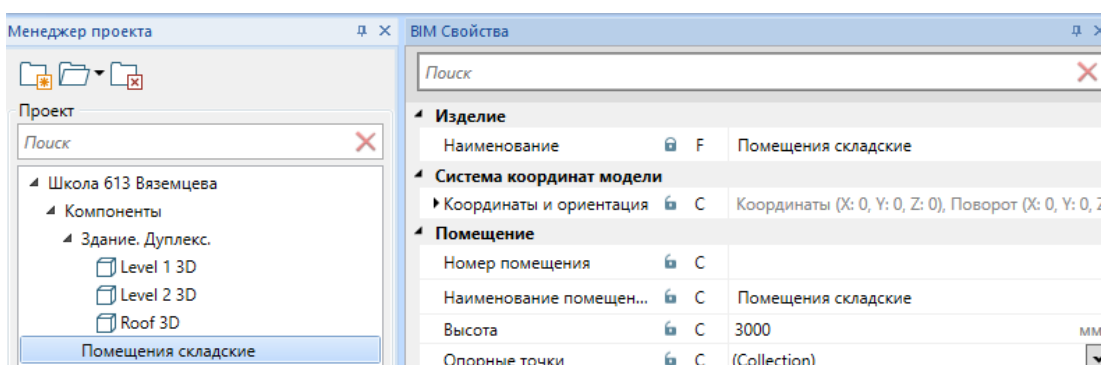 Менеджер проекта
Проект
Поиск
Школа 613 Вяземцева
Компоненты
Здание. Дуплекс.
Level 1 3D
Level 2 3D
Roof 3D
Помещения складские
BIM Свойства
Поиск
Изделие
Наименование F Помещения складские
Система координат модели
Координаты и ориентация C Координаты (X: 0, Y: 0, Z: 0), Поворот (X: 0, Y: 0, Z
Помещение
Номер помещения C
Наименование помещен... C Помещения складские
Высота C 3000 мм
Опорные точки C (Collection)